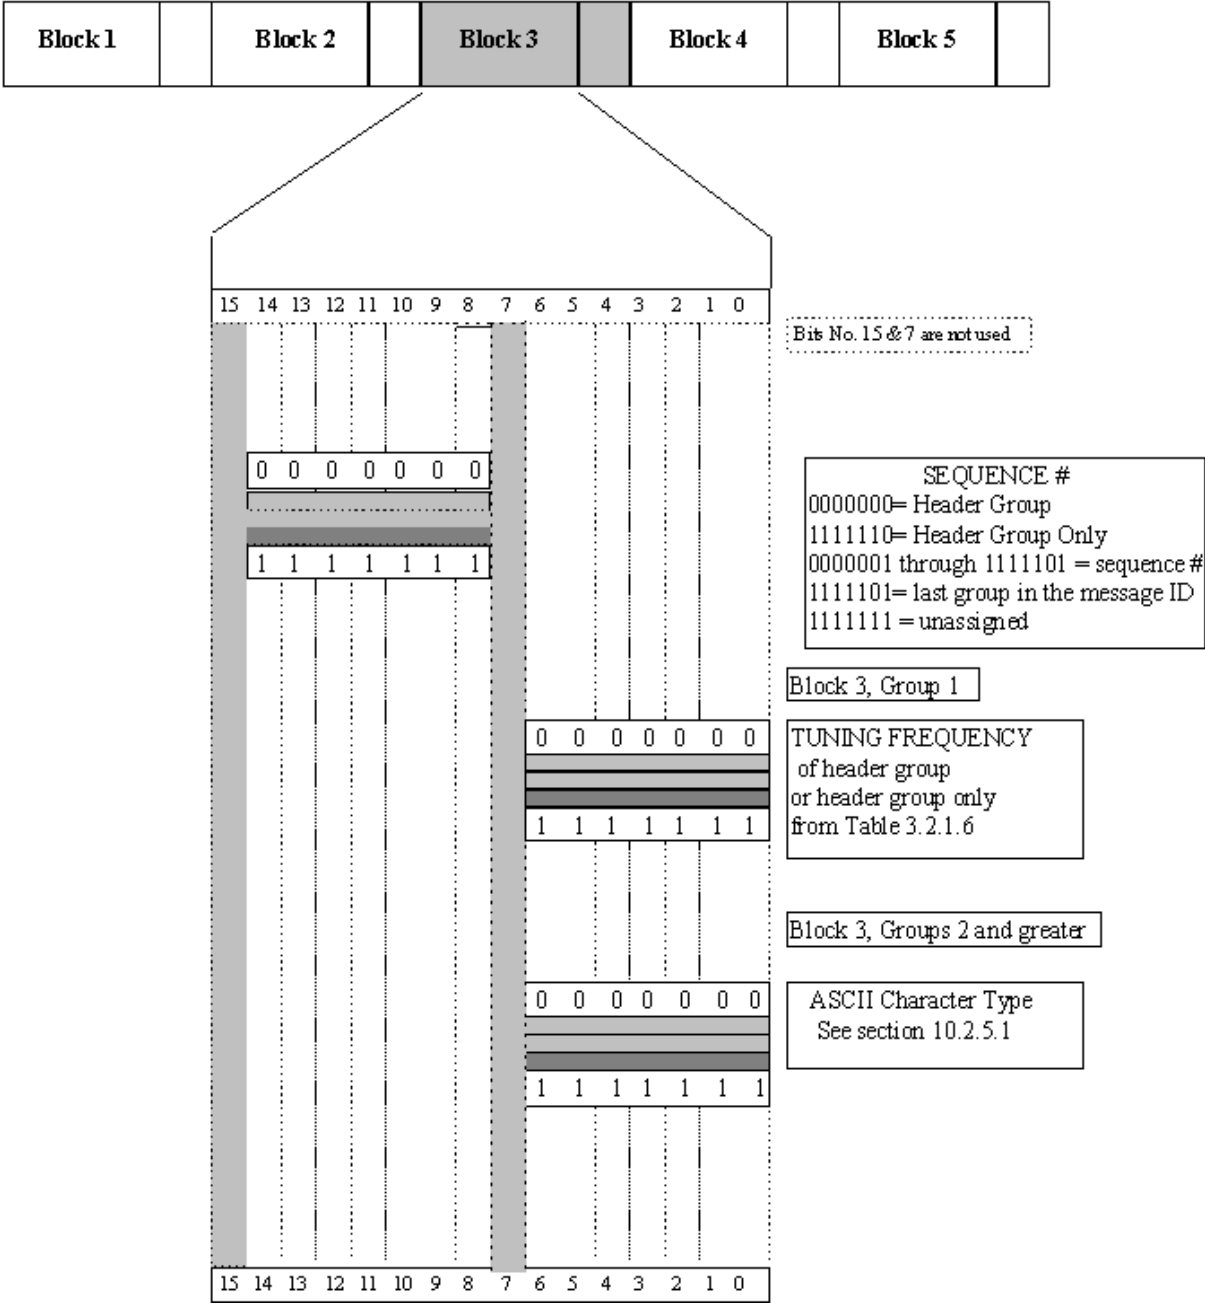 Block 1 Block 2 Block 3 Block 4 Block 5
15 14 13 12 11 10 9 8 7 6 5 4 3 2 1 0
Bits No. 15 & 7 are not used
0 0 0 0 0 0 0
1 1 1 1 1 1 1
SEQUENCE #
0000000= Header Group
1111110= Header Group Only
0000001 through 1111101 = sequence #
1111101= last group in the message ID
1111111 = unassigned
Block 3, Group 1
0 0 0 0 0 0 0
1 1 1 1 1 1 1
TUNING FREQUENCY
of header group
or header group only
from Table 3.2.1.6
Block 3, Groups 2 and greater
0 0 0 0 0 0 0
1 1 1 1 1 1 1
ASCII Character Type
See section 10.2.5.1
15 14 13 12 11 10 9 8 7 6 5 4 3 2 1 0